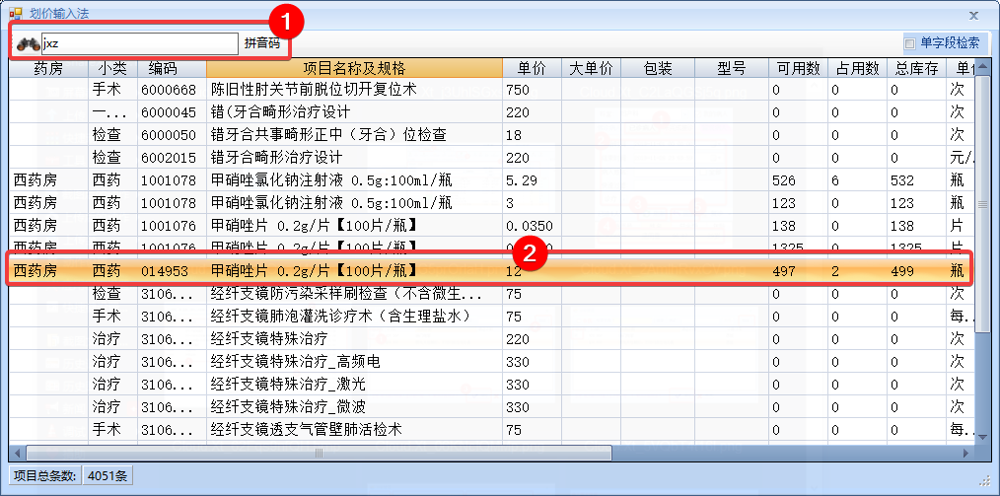 划价输入法
1
jxz 拼音码 单字段检索
药房 小类 编码 项目名称及规格 单价 大单价 包装 型号 可用数 占用数 总库存 单位
手术 6000668 陈旧性肘关节前脱位切开复位术 750 0 0 0 次
一... 6000045 错(牙合畸形治疗设计 220 0 0 0 次
检查 6000050 错牙合共事畸形正中（牙合）位检查 18 0 0 0 次
检查 6002015 错牙合畸形治疗设计 220 0 0 0 元/.
西药房 西药 1001078 甲硝唑氯化钠注射液 0.5g:100ml/瓶 5.29 526 6 532 瓶
西药房 西药 1001078 甲硝唑氯化钠注射液 0.5g:100ml/瓶 3 123 0 123 瓶
西药房 西药 1001076 甲硝唑片 0.2g/片【100片/瓶】 0.0350 138 0 138 片
西药房 西药 1001076 甲硝唑片 0.2g/片【100片/瓶】 1325 0 1325 片
2
西药房 西药 014953 甲硝唑片 0.2g/片【100片/瓶】 12 497 2 499 瓶
检查 3106... 经纤支镜防污染采样刷检查（不含微生... 75 0 0 0 次
手术 3106... 经纤支镜肺泡灌洗诊疗术（含生理盐水） 75 0 0 0 每..
治疗 3106... 经纤支镜特殊治疗 220 0 0 0 次
治疗 3106... 经纤支镜特殊治疗_高频电 330 0 0 0 次
治疗 3106... 经纤支镜特殊治疗_激光 330 0 0 0 次
治疗 3106... 经纤支镜特殊治疗_微波 330 0 0 0 次
手术 3106... 经纤支镜透支气管壁肺活检术 75 0 0 0 每..
项目总条数: 4051条